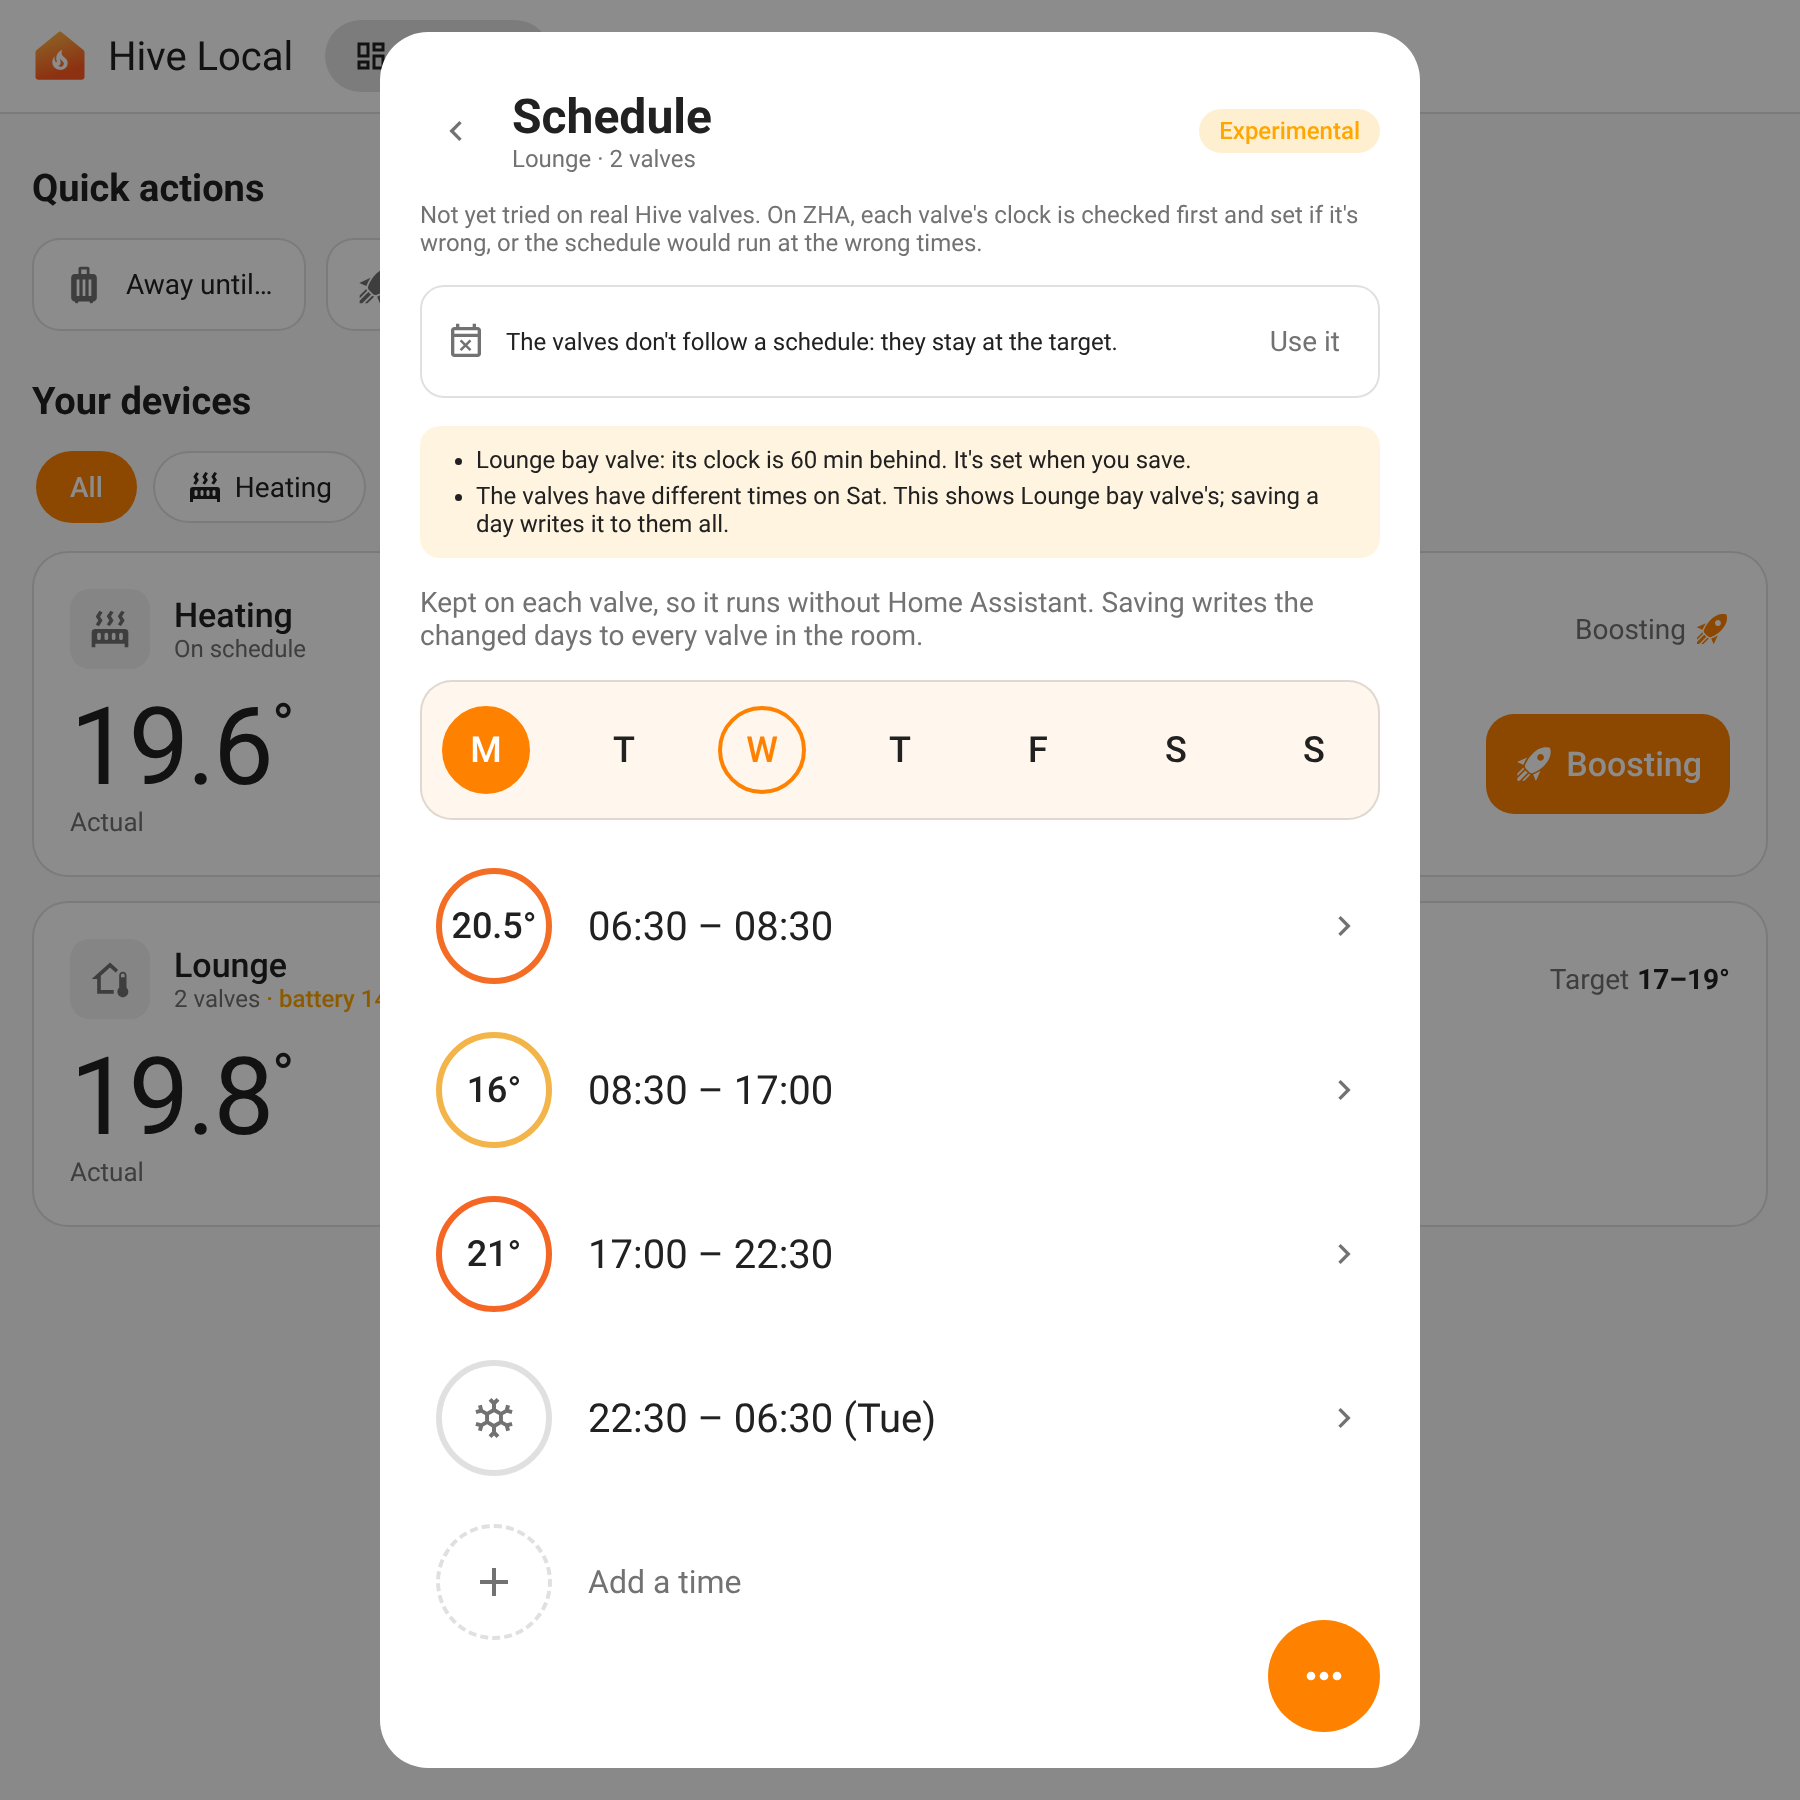 Hive Local
Quick actions
Away until...
Your devices
All
Heating
Heating
On schedule
19.6°
Actual
Boosting
Boosting
Lounge
2 valves · battery
19.8°
Actual
Target 17–19°
Schedule
Lounge · 2 valves
Experimental
Not yet tried on real Hive valves. On ZHA, each valve's clock is checked first and set if it's
wrong, or the schedule would run at the wrong times.
The valves don't follow a schedule: they stay at the target.
Use it
Lounge bay valve: its clock is 60 min behind. It's set when you save.
The valves have different times on Sat. This shows Lounge bay valve's; saving a
day writes it to them all.
Kept on each valve, so it runs without Home Assistant. Saving writes the
changed days to every valve in the room.
M T W T F S S
20.5° 06:30 – 08:30
16° 08:30 – 17:00
21° 17:00 – 22:30
22:30 – 06:30 (Tue)
Add a time